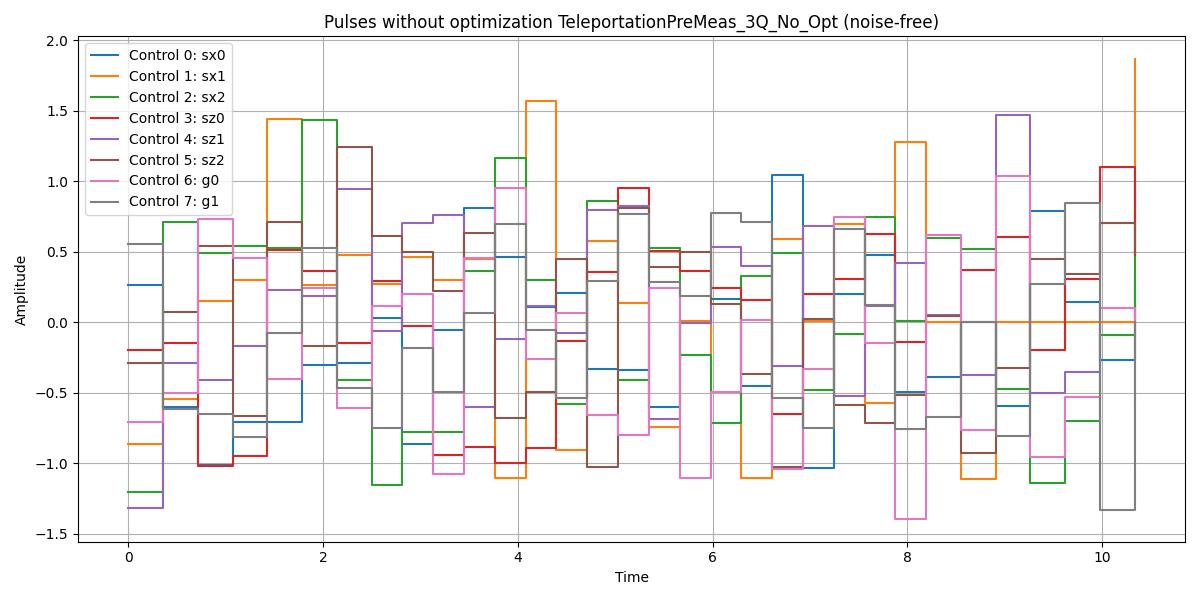 Pulses without optimization TeleportationPreMeas_3Q_No_Opt (noise-free)
Amplitude
2.0
1.5
1.0
0.5
0.0
−0.5
−1.0
−1.5
Control 0: sx0
Control 1: sx1
Control 2: sx2
Control 3: sz0
Control 4: sz1
Control 5: sz2
Control 6: g0
Control 7: g1
0 2 4 6 8 10
Time